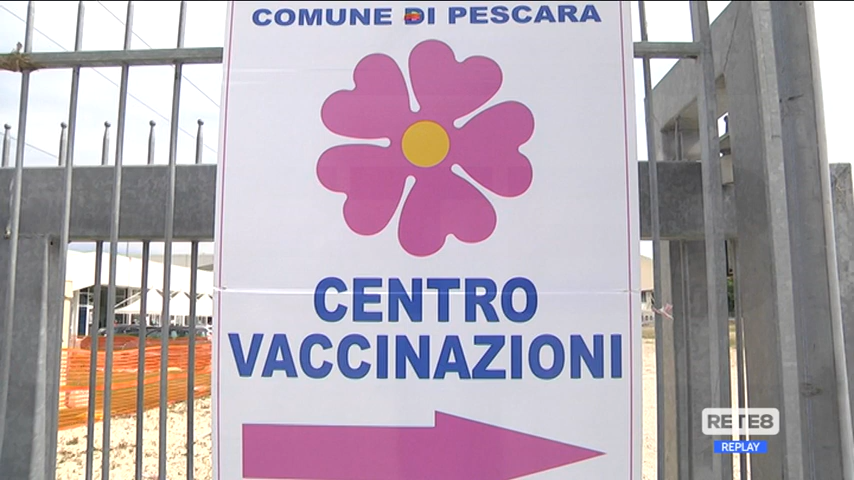 COMUNE DI PESCARA
CENTRO
VACCINAZIONI
RETE8
REPLAY